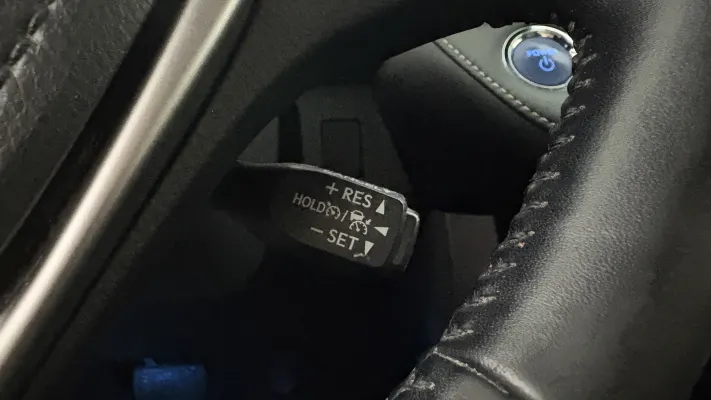 + RES
HOLD /
- SET